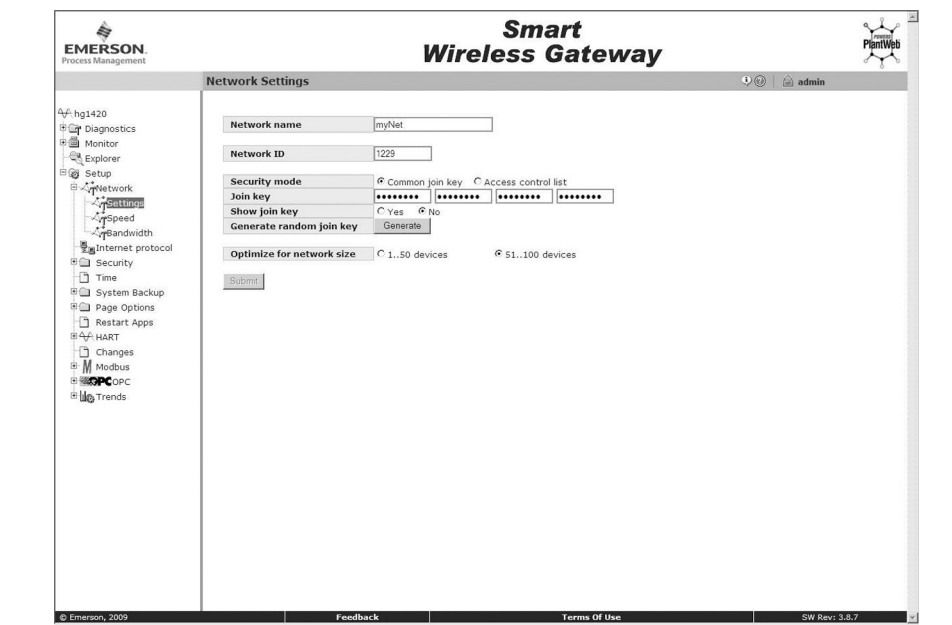 EMERSON.
Process Management
Smart
Wireless Gateway
POWERS
PlantWeb
Network Settings
admin
hg1420
Diagnostics
Monitor
Explorer
Setup
Network
Settings
Speed
Bandwidth
Internet protocol
Security
Time
System Backup
Page Options
Restart Apps
HART
Changes
Modbus
OPC OPC
Trends
Network name myNet
Network ID 1229
Security mode Common join key Access control list
Join key •••••••• •••••••• •••••••• ••••••••
Show join key Yes No
Generate random join key Generate
Optimize for network size 1..50 devices 51..100 devices
Submit
© Emerson, 2009 Feedback Terms Of Use SW Rev: 3.8.7